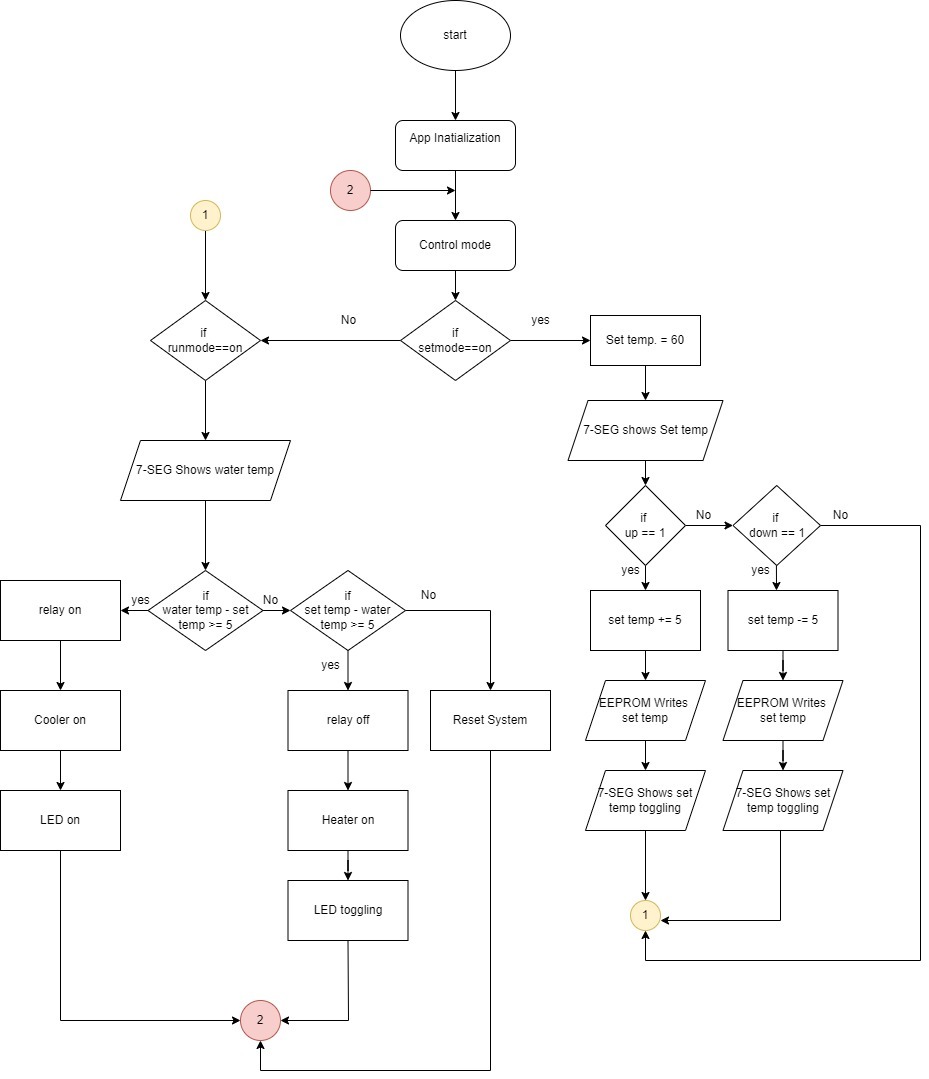 start
App Inatialization
2
1
Control mode
if
runmode==on
No
if
setmode==on
yes
Set temp. = 60
7-SEG shows Set temp
7-SEG Shows water temp
if
up == 1
No
if
down == 1
No
yes
yes
relay on
yes
if
water temp - set
temp >= 5
No
if
set temp - water
temp >= 5
No
set temp += 5
set temp -= 5
yes
Cooler on
relay off
Reset System
EEPROM Writes
set temp
EEPROM Writes
set temp
LED on
Heater on
7-SEG Shows set
temp toggling
7-SEG Shows set
temp toggling
LED toggling
1
2